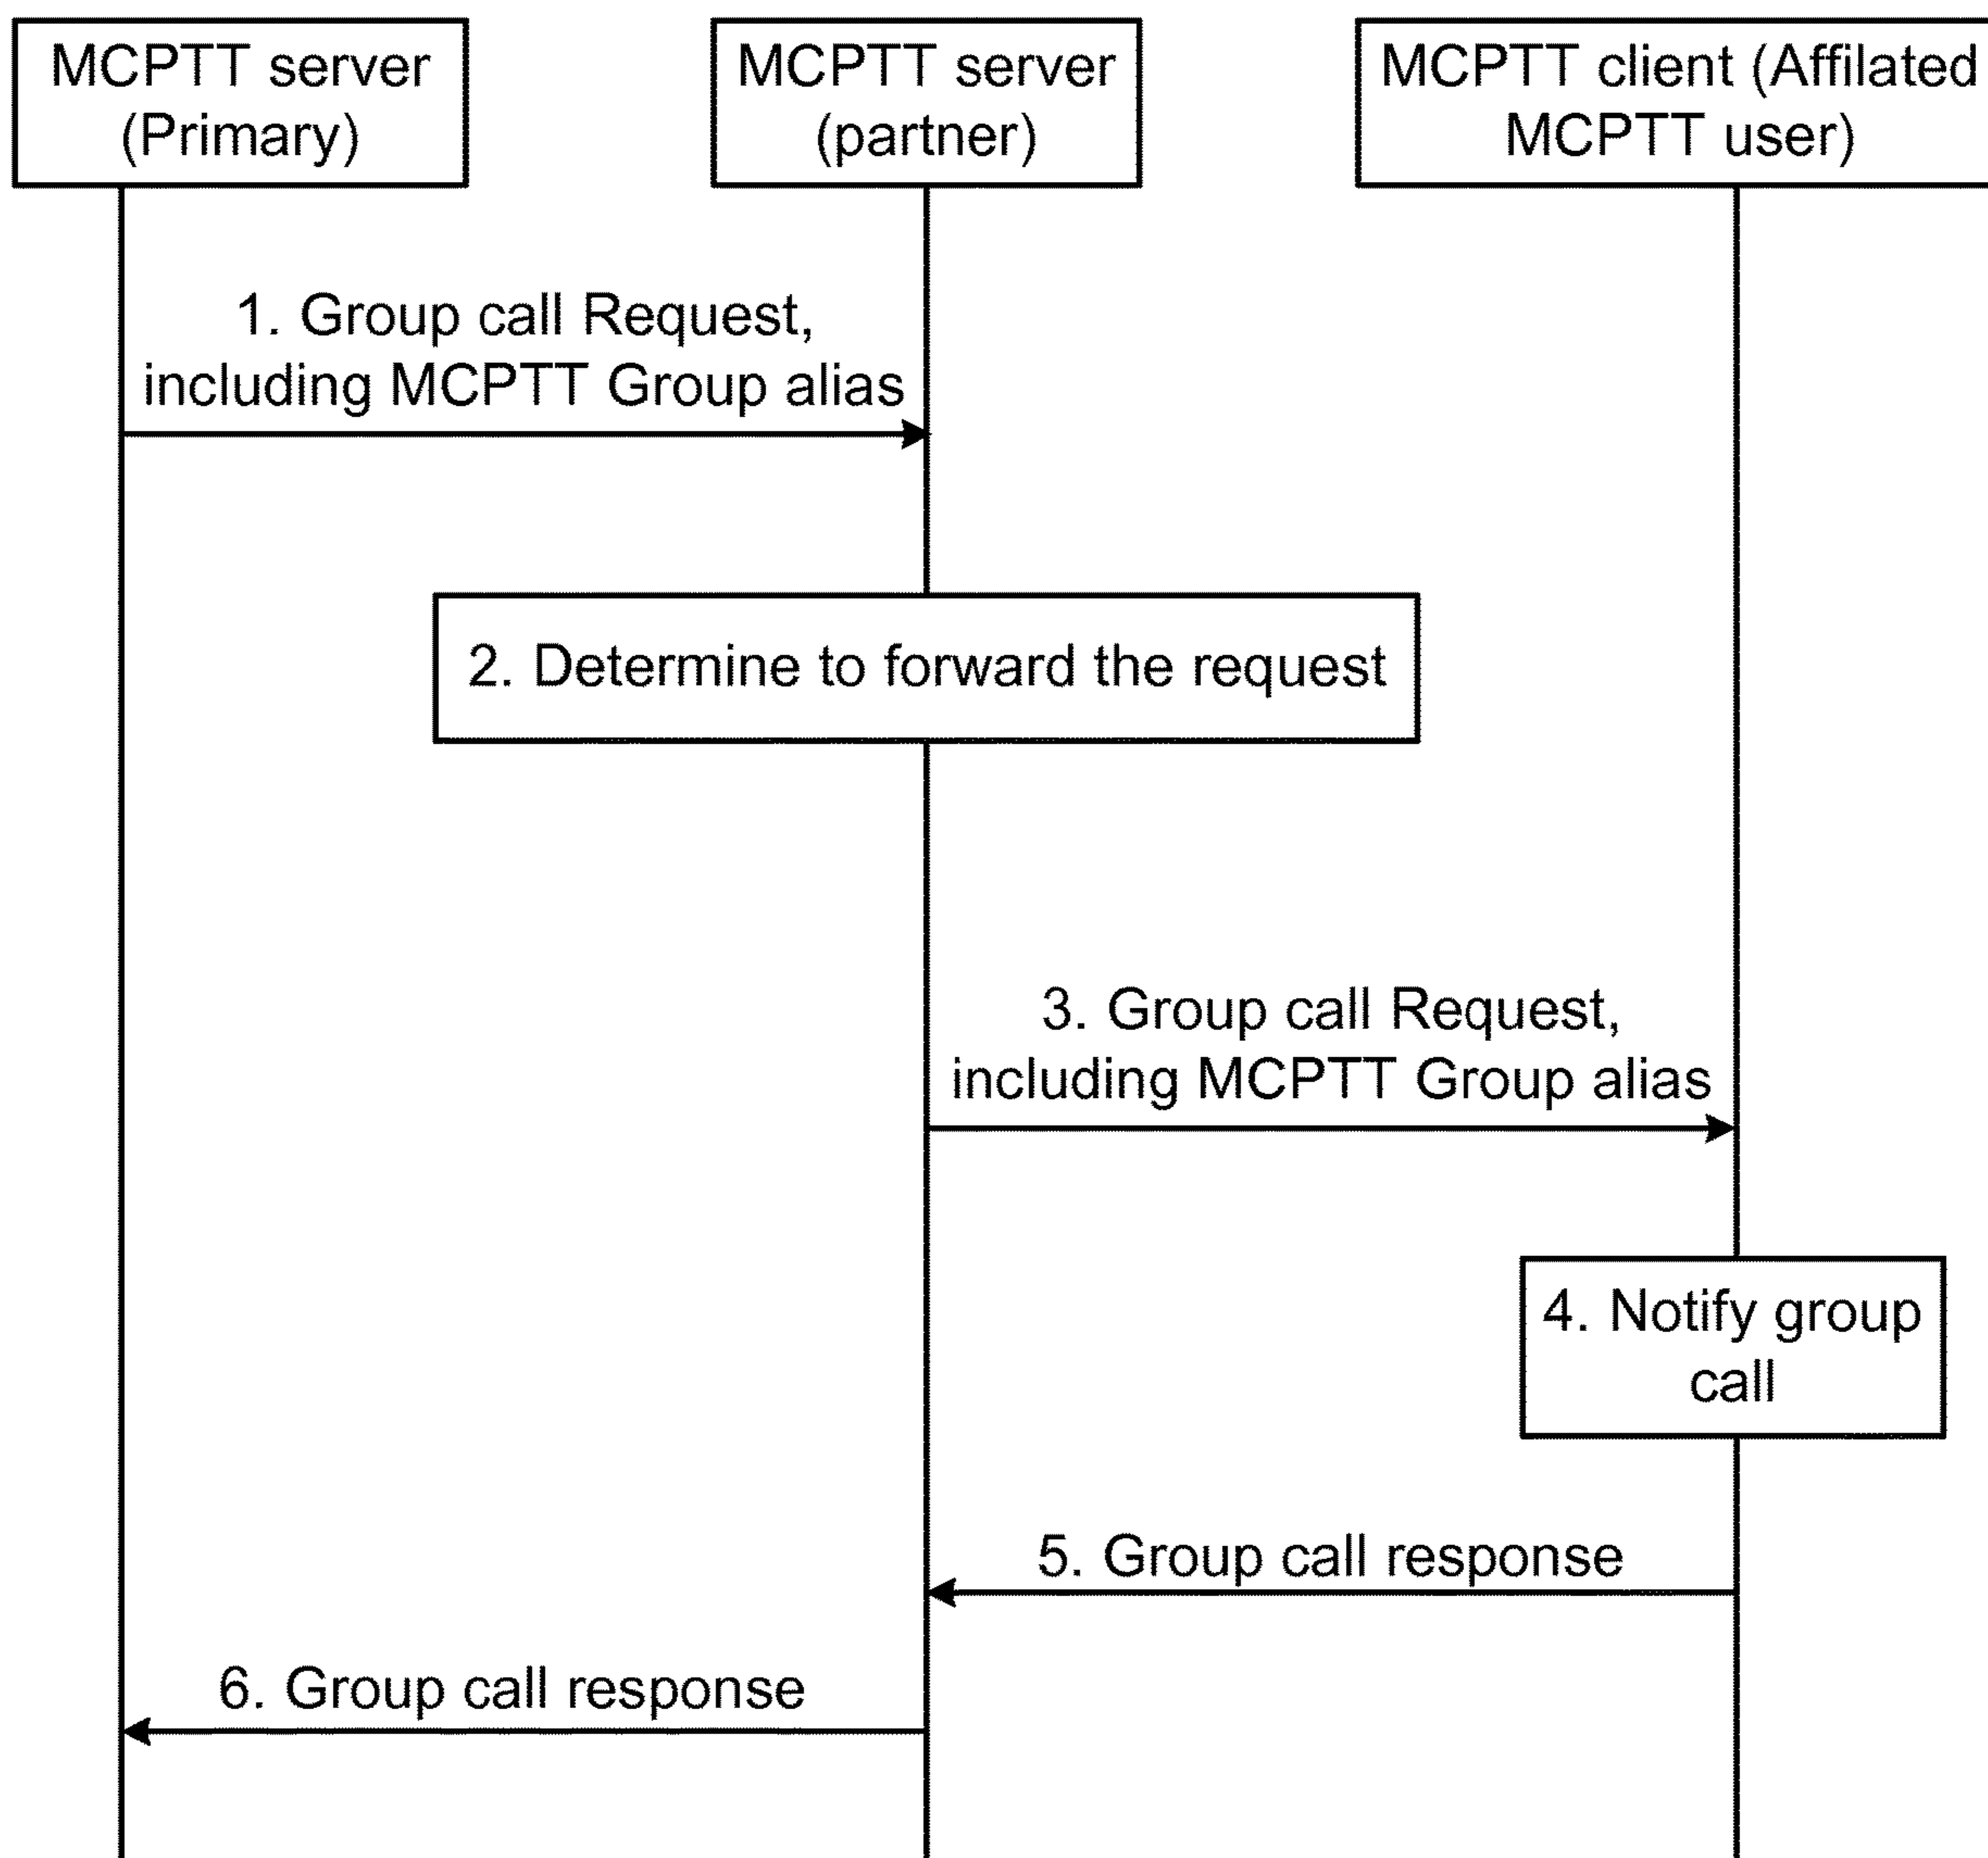 MCPTT server
(Primary)
MCPTT server
(partner)
MCPTT client (Affilated
MCPTT user)
1. Group call Request,
including MCPTT Group alias
2. Determine to forward the request
3. Group call Request,
including MCPTT Group alias
4. Notify group
call
5. Group call response
6. Group call response